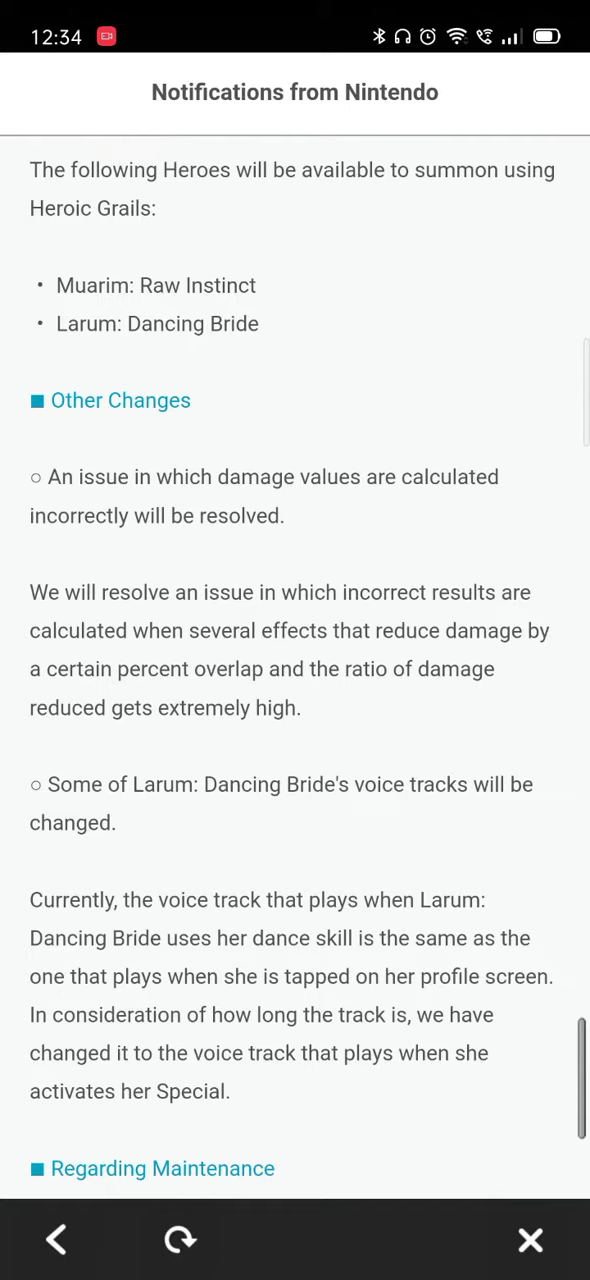 12:34
Notifications from Nintendo
The following Heroes will be available to summon using
Heroic Grails:
• Muarim: Raw Instinct
• Larum: Dancing Bride
■ Other Changes
○ An issue in which damage values are calculated
incorrectly will be resolved.
We will resolve an issue in which incorrect results are
calculated when several effects that reduce damage by
a certain percent overlap and the ratio of damage
reduced gets extremely high.
○ Some of Larum: Dancing Bride's voice tracks will be
changed.
Currently, the voice track that plays when Larum:
Dancing Bride uses her dance skill is the same as the
one that plays when she is tapped on her profile screen.
In consideration of how long the track is, we have
changed it to the voice track that plays when she
activates her Special.
■ Regarding Maintenance